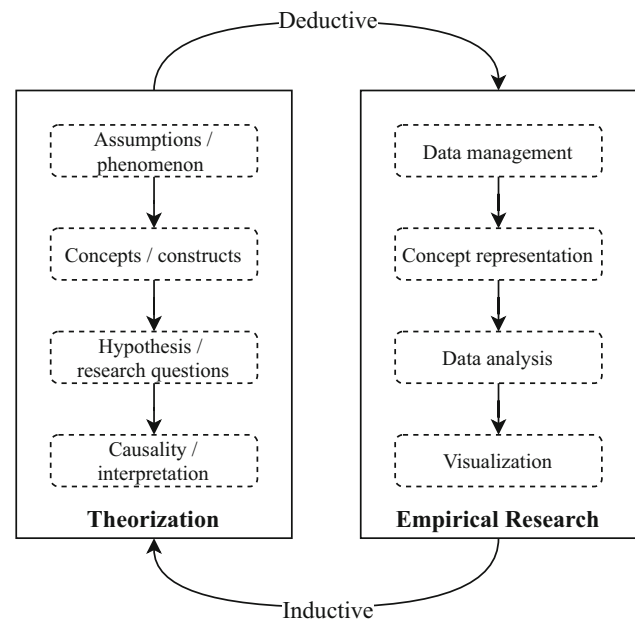 Deductive
Assumptions /
phenomenon
Concepts / constructs
Hypothesis /
research questions
Causality /
interpretation
Theorization
Data management
Concept representation
Data analysis
Visualization
Empirical Research
Inductive